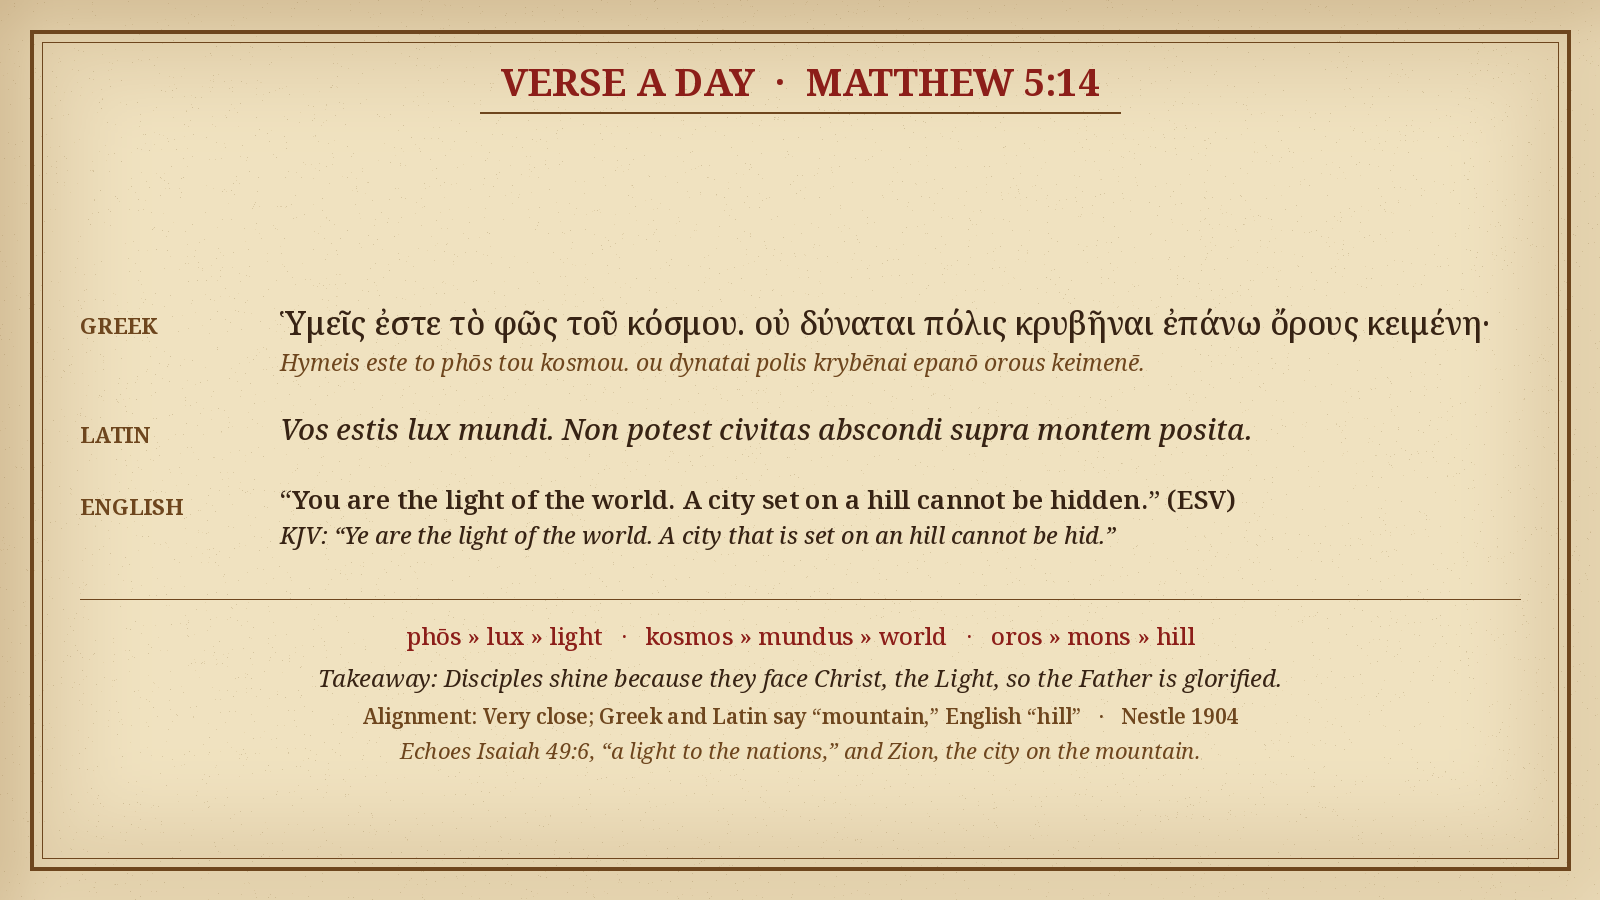 VERSE A DAY · MATTHEW 5:14
GREEK
Ὑμεῖς ἐστε τὸ φῶς τοῦ κόσμου. οὐ δύναται πόλις κρυβῆναι ἐπάνω ὄρους κειμένη·
Hymeis este to phōs tou kosmou. ou dynatai polis krybēnai epanō orous keimenē.
LATIN
Vos estis lux mundi. Non potest civitas abscondi supra montem posita.
ENGLISH
“You are the light of the world. A city set on a hill cannot be hidden.” (ESV)
KJV: “Ye are the light of the world. A city that is set on an hill cannot be hid.”
phōs » lux » light · kosmos » mundus » world · oros » mons » hill
Takeaway: Disciples shine because they face Christ, the Light, so the Father is glorified.
Alignment: Very close; Greek and Latin say “mountain,” English “hill” · Nestle 1904
Echoes Isaiah 49:6, “a light to the nations,” and Zion, the city on the mountain.